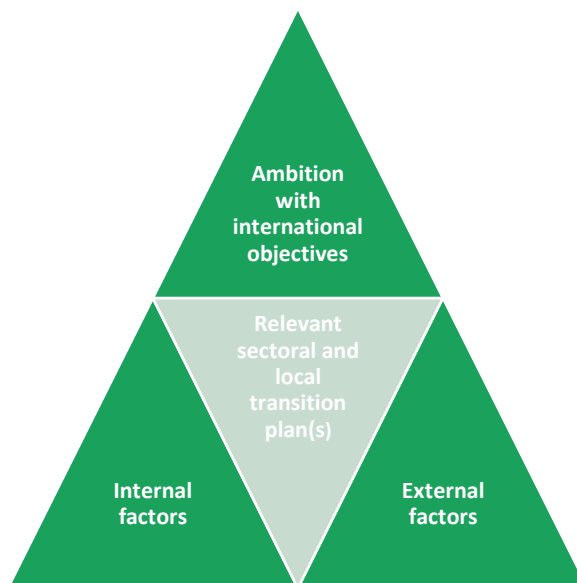 Ambition
with
international
objectives
Relevant
sectoral and
local
transition
plan(s)
Internal
factors
External
factors